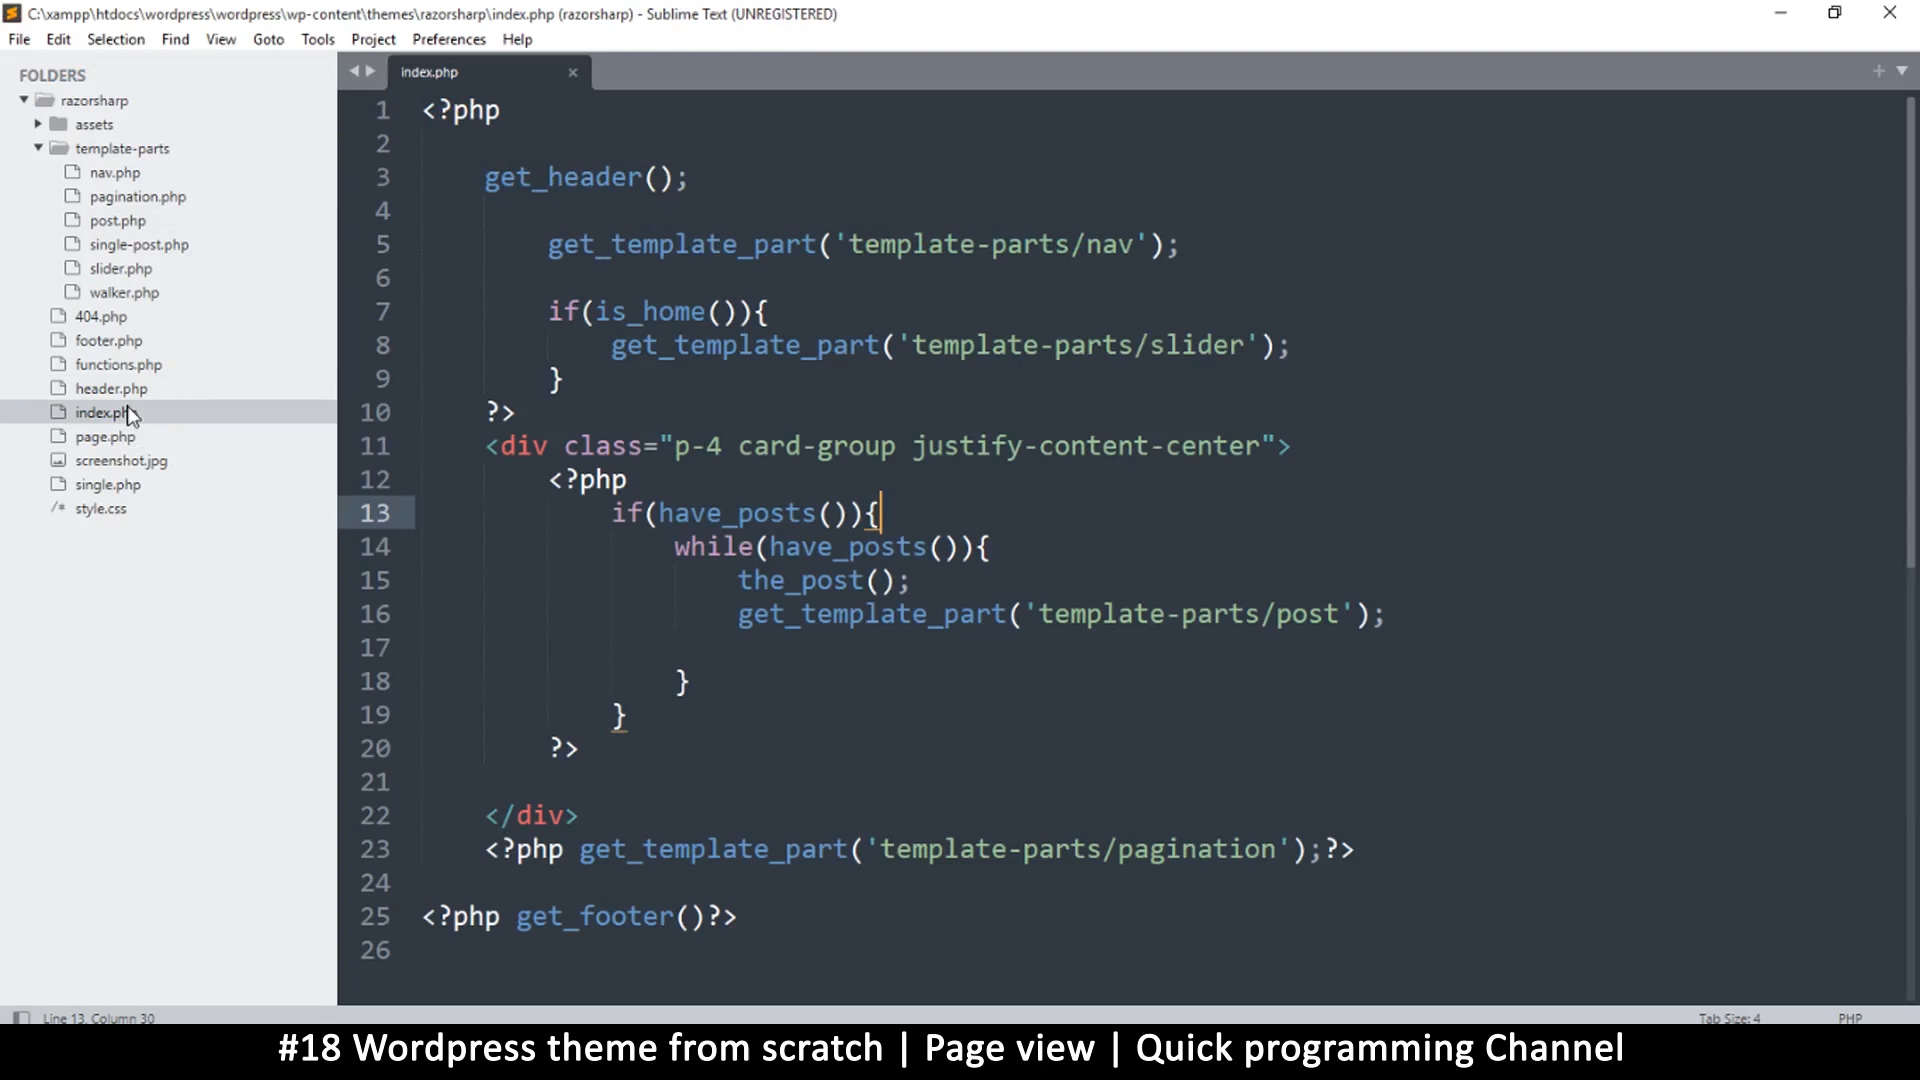 C:\xampp\htdocs\wordpress\wordpress\wp-content\themes\razorsharp\index.php (razorsharp) - Sublime Text (UNREGISTERED)
File Edit Selection Find View Goto Tools Project Preferences Help
FOLDERS
razorsharp
assets
template-parts
nav.php
pagination.php
post.php
single-post.php
slider.php
walker.php
404.php
footer.php
functions.php
header.php
index.php
page.php
screenshot.jpg
single.php
/* style.css
index.php ×
1 <?php
2
3 get_header();
4
5 get_template_part('template-parts/nav');
6
7 if(is_home()){
8 get_template_part('template-parts/slider');
9 }
10 ?>
11 <div class="p-4 card-group justify-content-center">
12 <?php
13 if(have_posts()){
14 while(have_posts()){
15 the_post();
16 get_template_part('template-parts/post');
17
18 }
19 }
20 ?>
21
22 </div>
23 <?php get_template_part('template-parts/pagination');?>
24
25 <?php get_footer()?>
26
Line 13, Column 30 Tab Size: 4 PHP
#18 Wordpress theme from scratch | Page view | Quick programming Channel